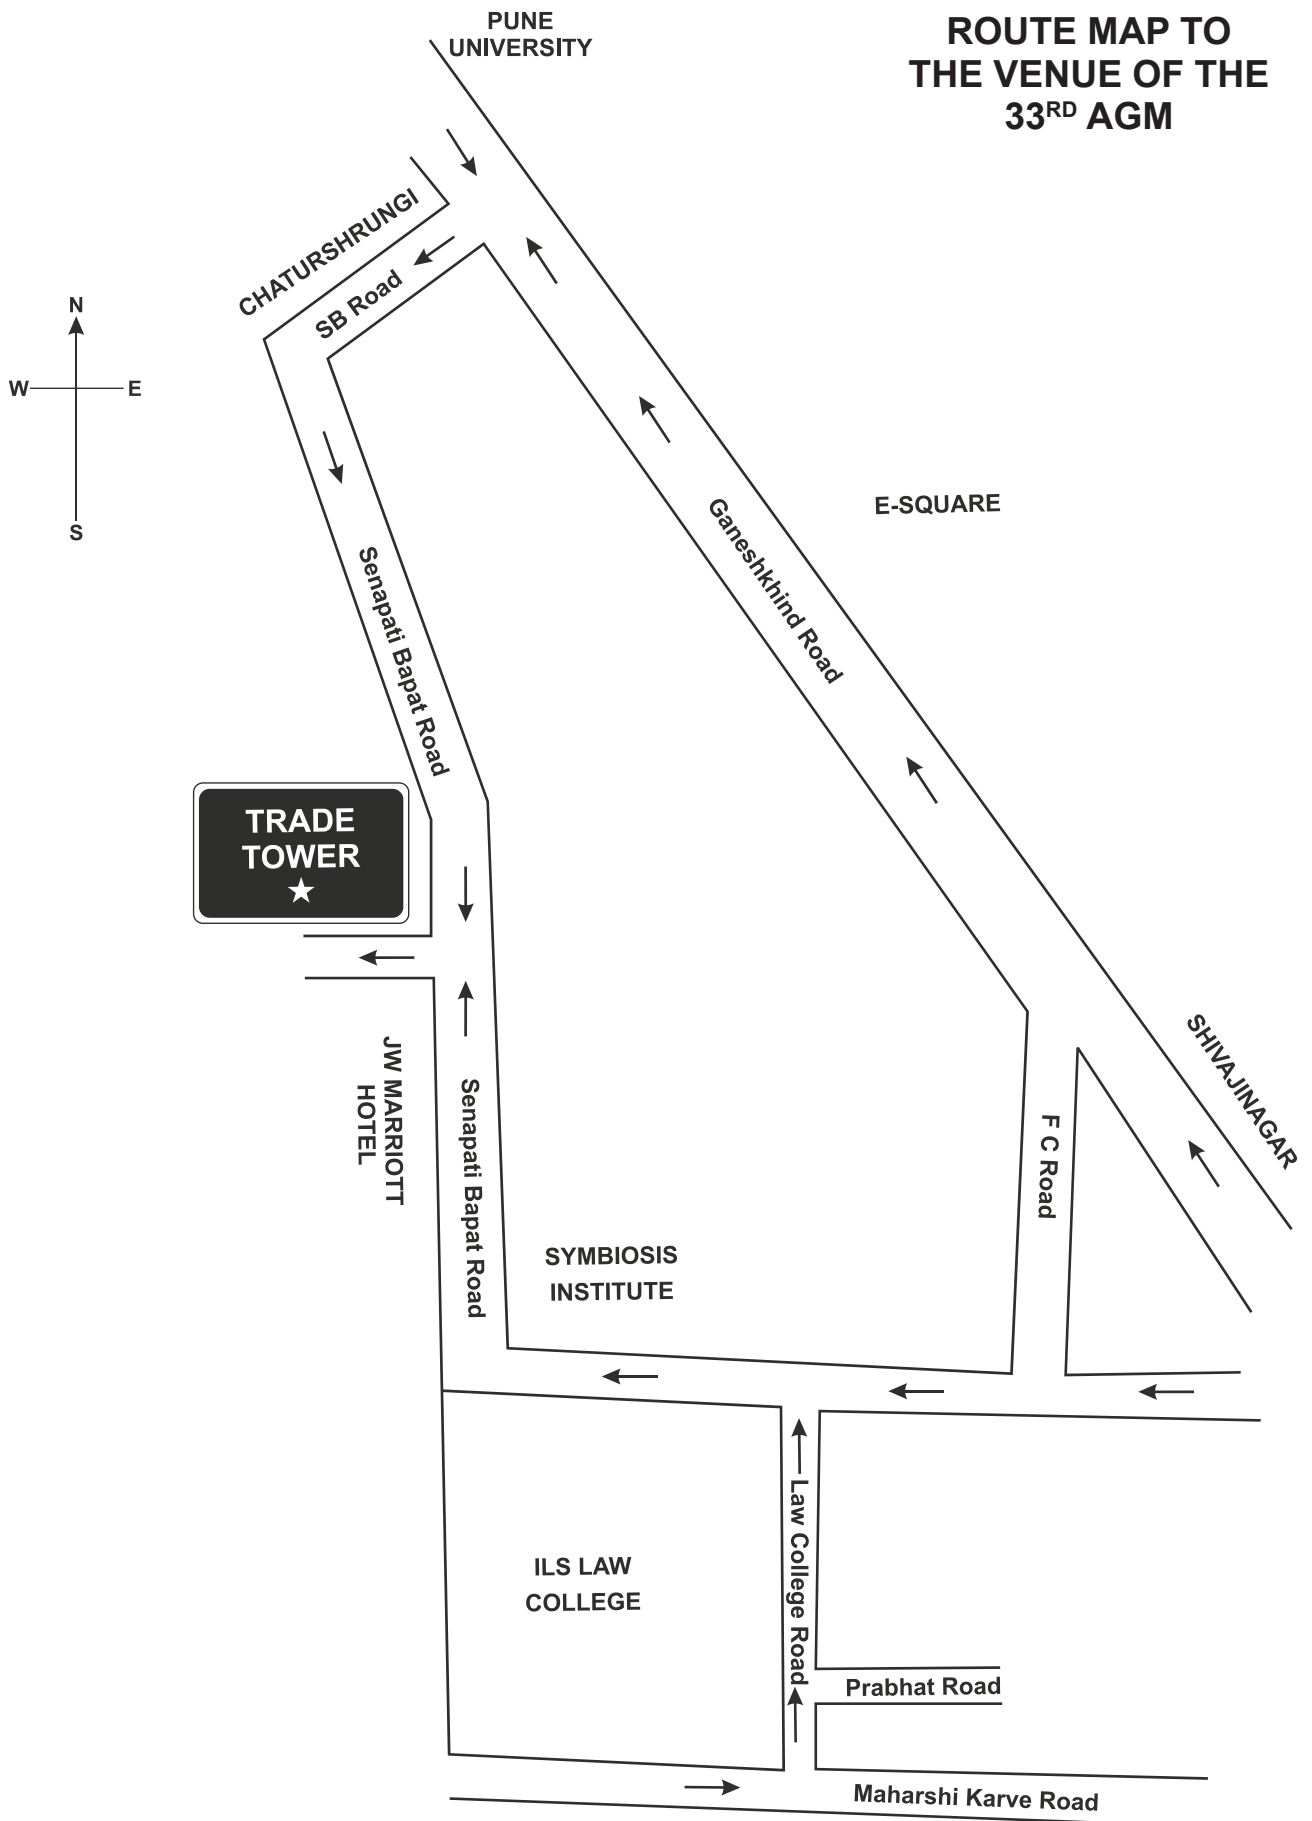 PUNE
UNIVERSITY
ROUTE MAP TO
THE VENUE OF THE
33RD AGM
CHATURSHRUNGI
SB Road
N
W
E
S
E-SQUARE
Ganeshkhind Road
Senapati Bapat Road
TRADE
TOWER
SHIVAJINAGAR
JW MARRIOTT
HOTEL
Senapati Bapat Road
F C Road
SYMBIOSIS
INSTITUTE
Law College Road
ILS LAW
COLLEGE
Prabhat Road
Maharshi Karve Road